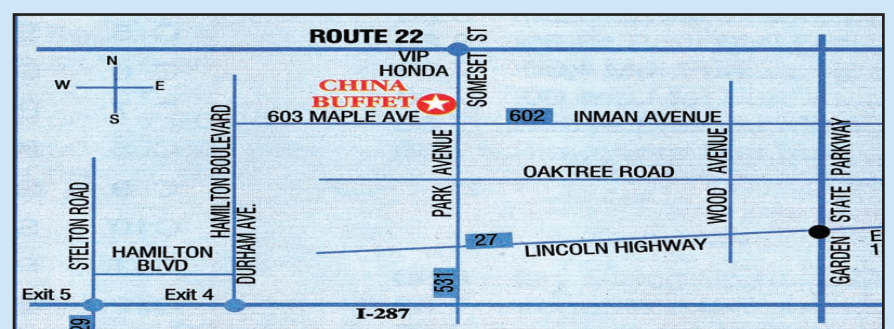 ROUTE 22
SOMESET ST
VIP
HONDA
N
W E
S
CHINA
BUFFET
603 MAPLE AVE
602
INMAN AVENUE
HAMILTON BOULEVARD
PARK AVENUE
WOOD AVENUE
GARDEN STATE PARKWAY
OAKTREE ROAD
STELTON ROAD
DURHAM AVE.
27
LINCOLN HIGHWAY
E
1
HAMILTON
BLVD
531
Exit 5
Exit 4
I-287
29